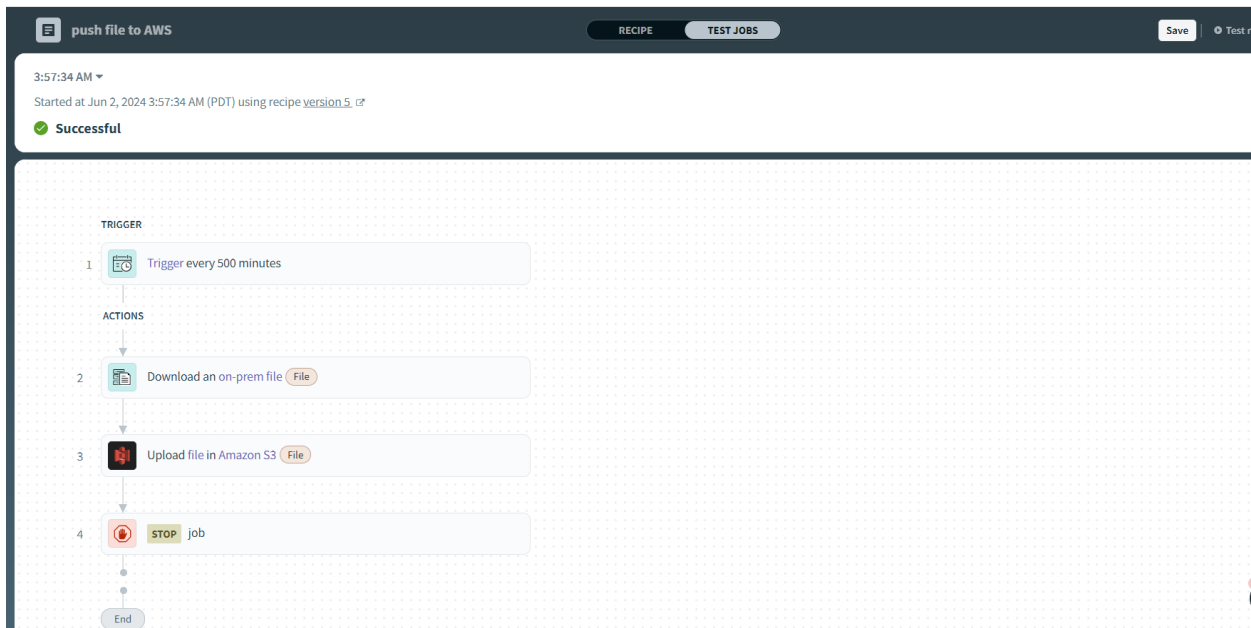 push file to AWS
RECIPE
TEST JOBS
Save
Test
3:57:34 AM
Started at Jun 2, 2024 3:57:34 AM (PDT) using recipe version 5
Successful
TRIGGER
1 Trigger every 500 minutes
ACTIONS
2 Download an on-prem file File
3 Upload file in Amazon S3 File
4 STOP job
End